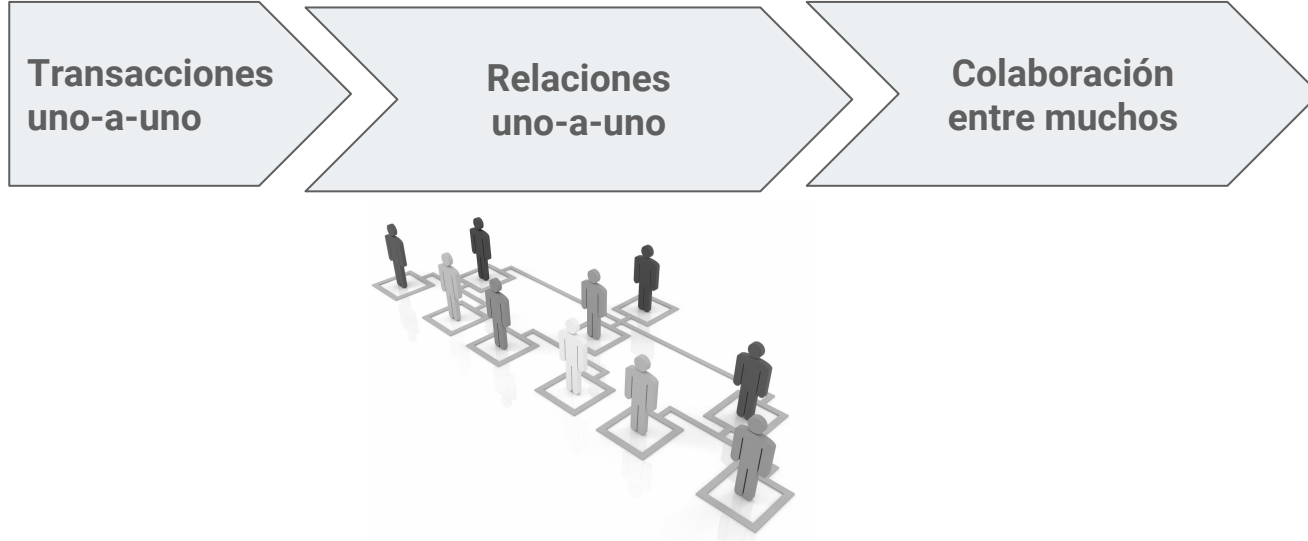 Transacciones
uno-a-uno
Relaciones
uno-a-uno
Colaboración
entre muchos